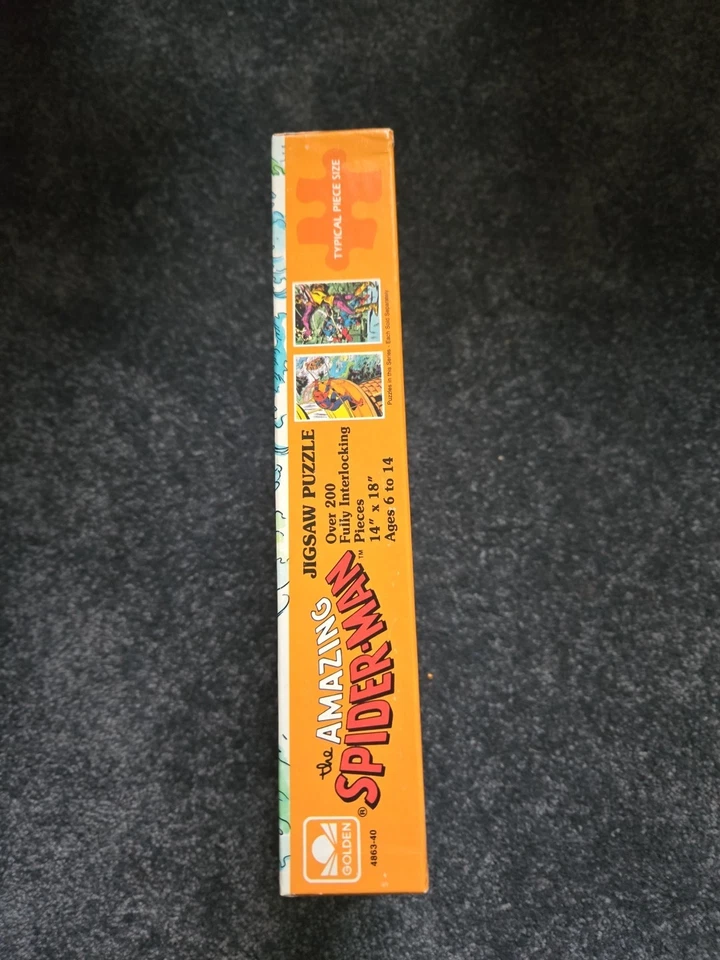 GOLDEN
4863-40
the AMAZING
SPIDER-MAN™
®
JIGSAW PUZZLE
Over 200
Fully Interlocking
Pieces
14" x 18"
Ages 6 to 14
Puzzles in this Series - Each Sold Separately
TYPICAL PIECE SIZE